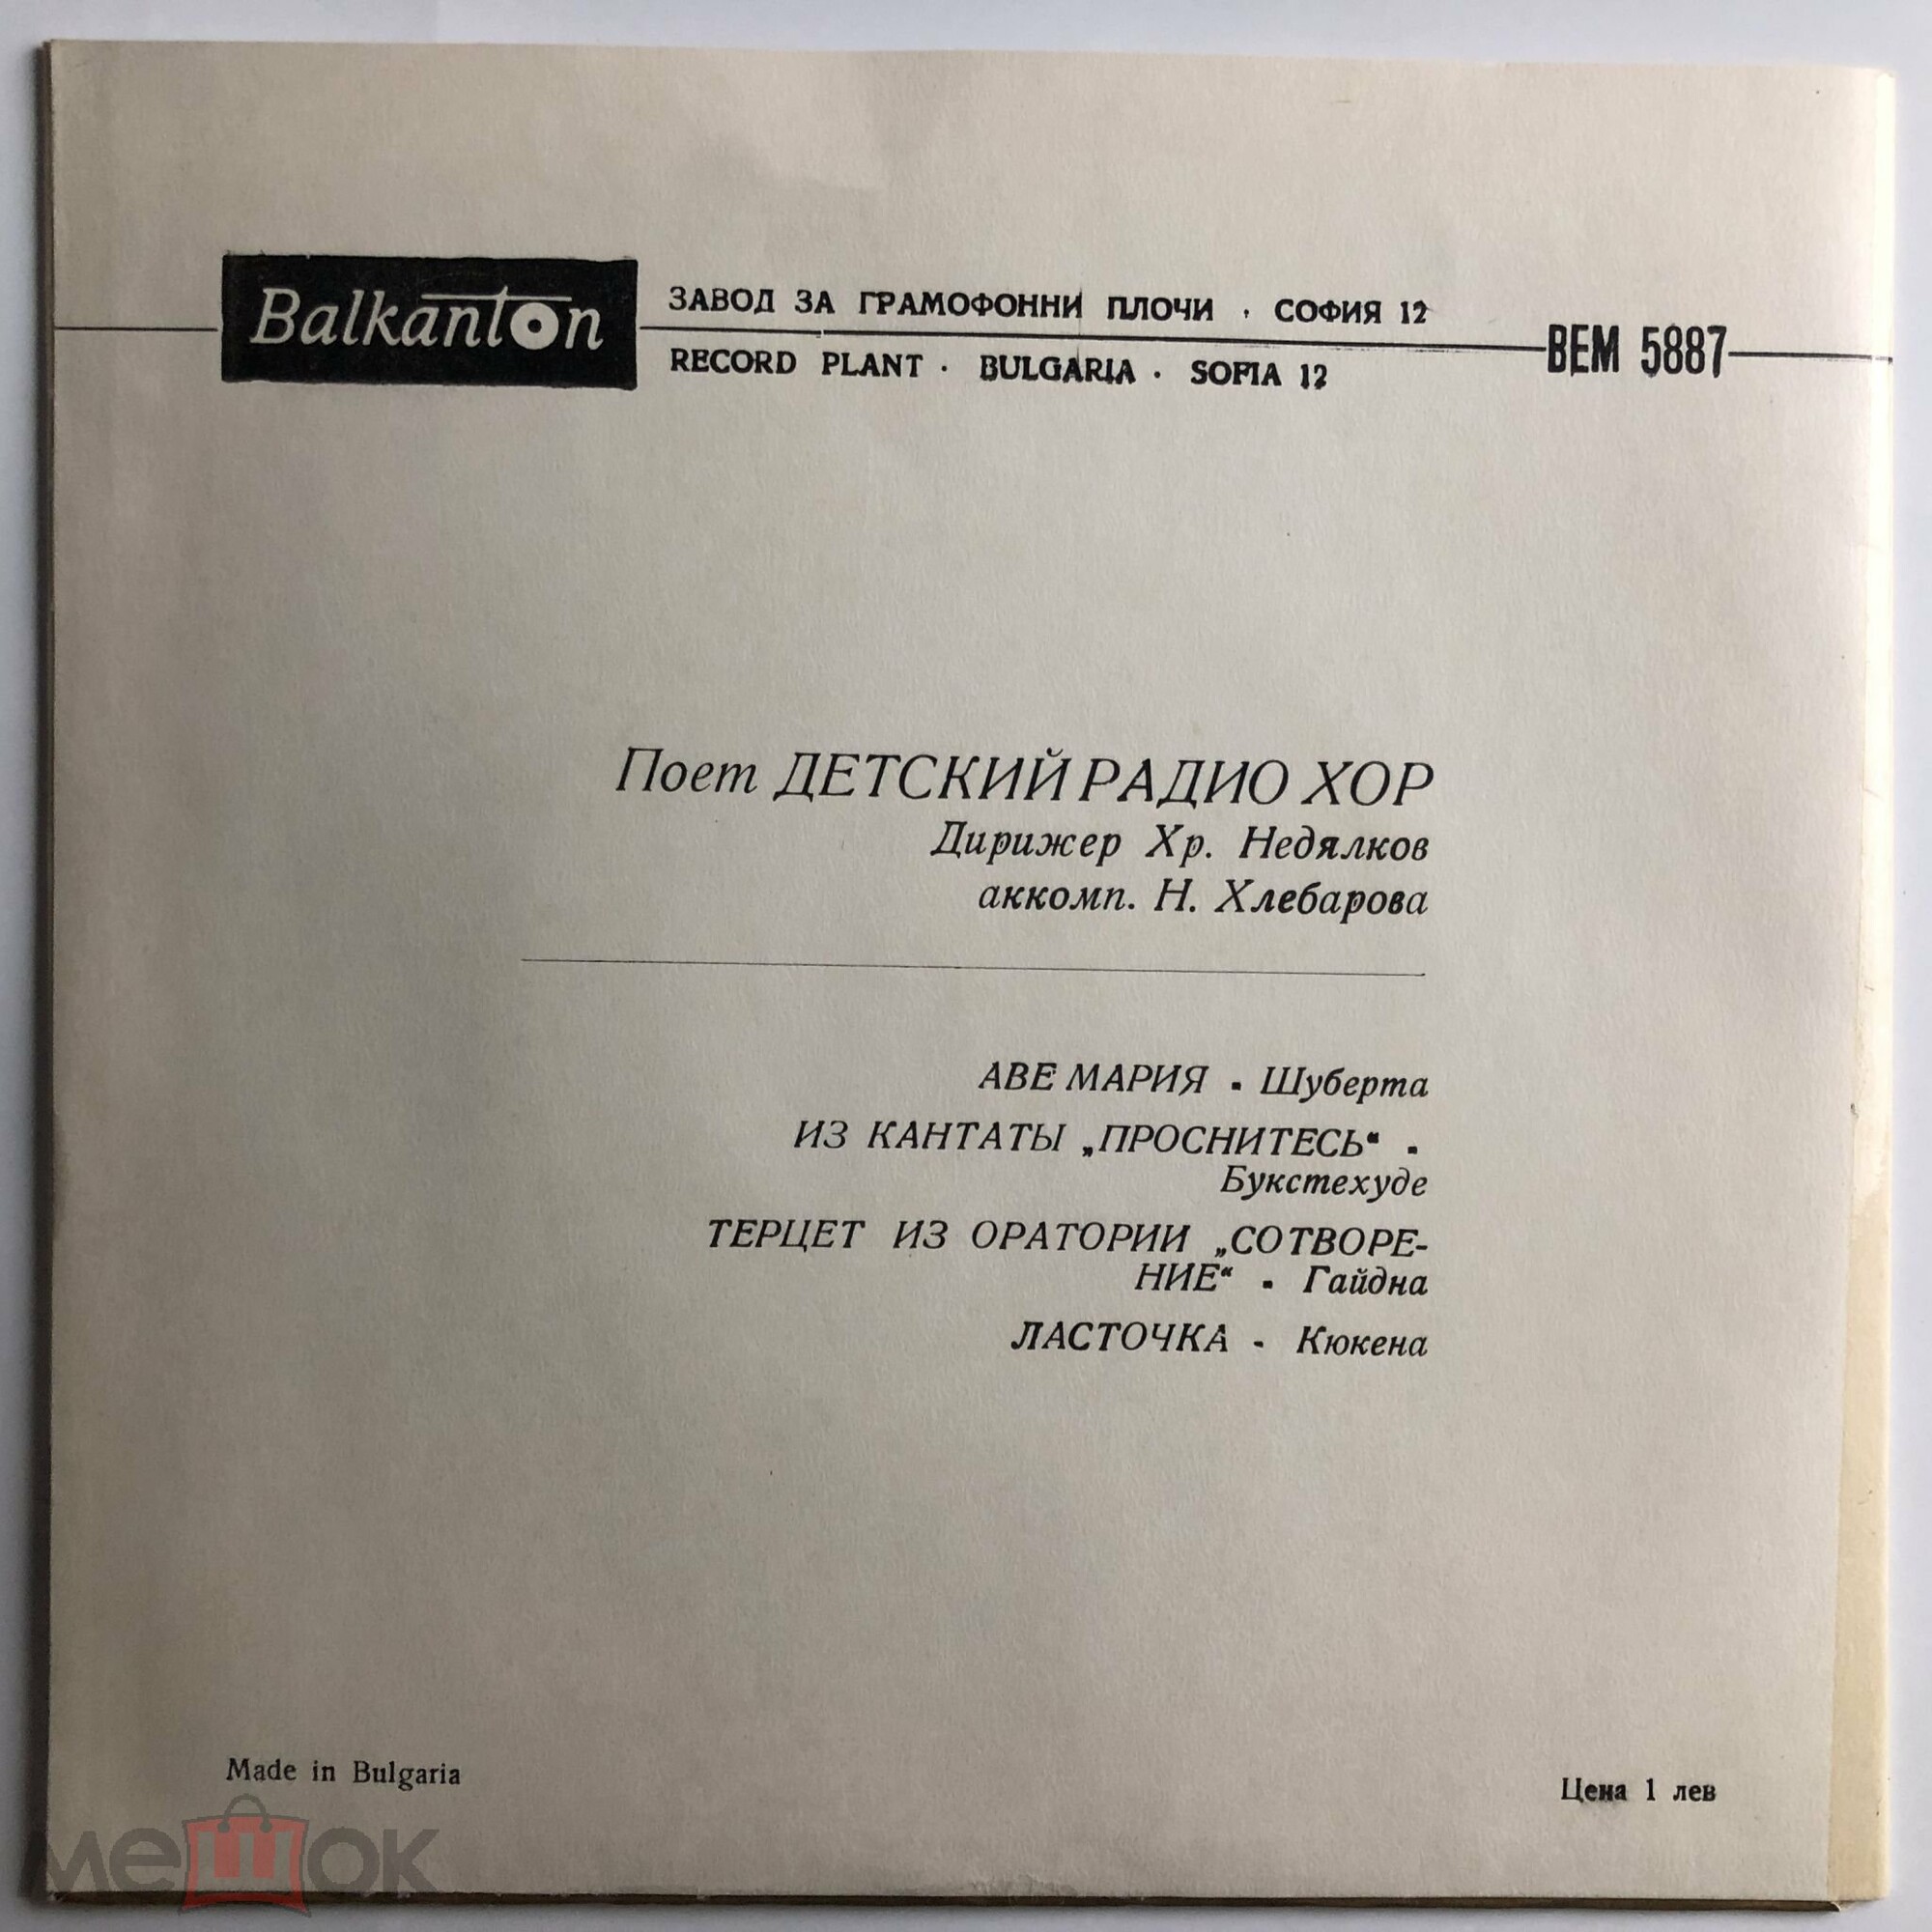 Balkanton
ЗАВОД ЗА ГРАМОФОННИ ПЛОЧИ · СОФИЯ 12
RECORD PLANT · BULGARIA · SOFIA 12
ВЕМ 5887
Поет ДЕТСКИЙ РАДИО ХОР
Дирижер Хр. Недялков
аккомп. Н. Хлебарова
АВЕ МАРИЯ ▪ Шуберта
ИЗ КАНТАТЫ „ПРОСНИТЕСЬ“ ▪
Букстехуде
ТЕРЦЕТ ИЗ ОРАТОРИИ „СОТВОРЕ-
НИЕ“ ▪ Гайдна
ЛАСТОЧКА - Кюкена
Made in Bulgaria
Цена 1 лев
мешок